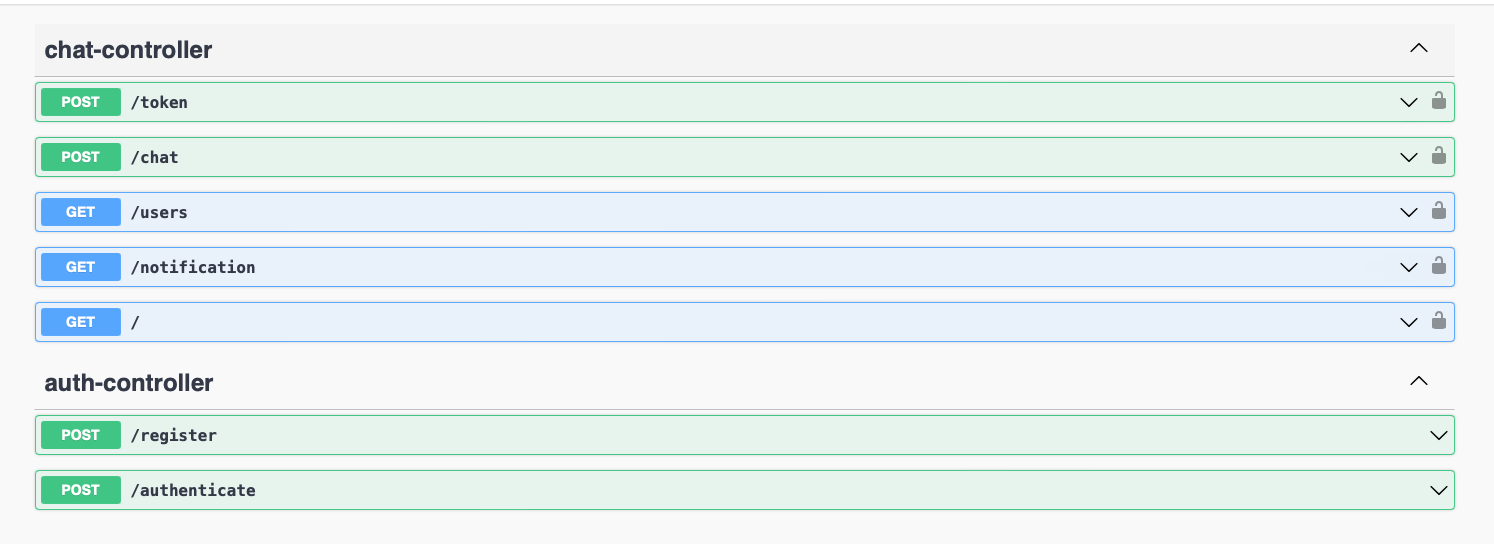 chat-controller
POST /token
POST /chat
GET /users
GET /notification
GET /
auth-controller
POST /register
POST /authenticate